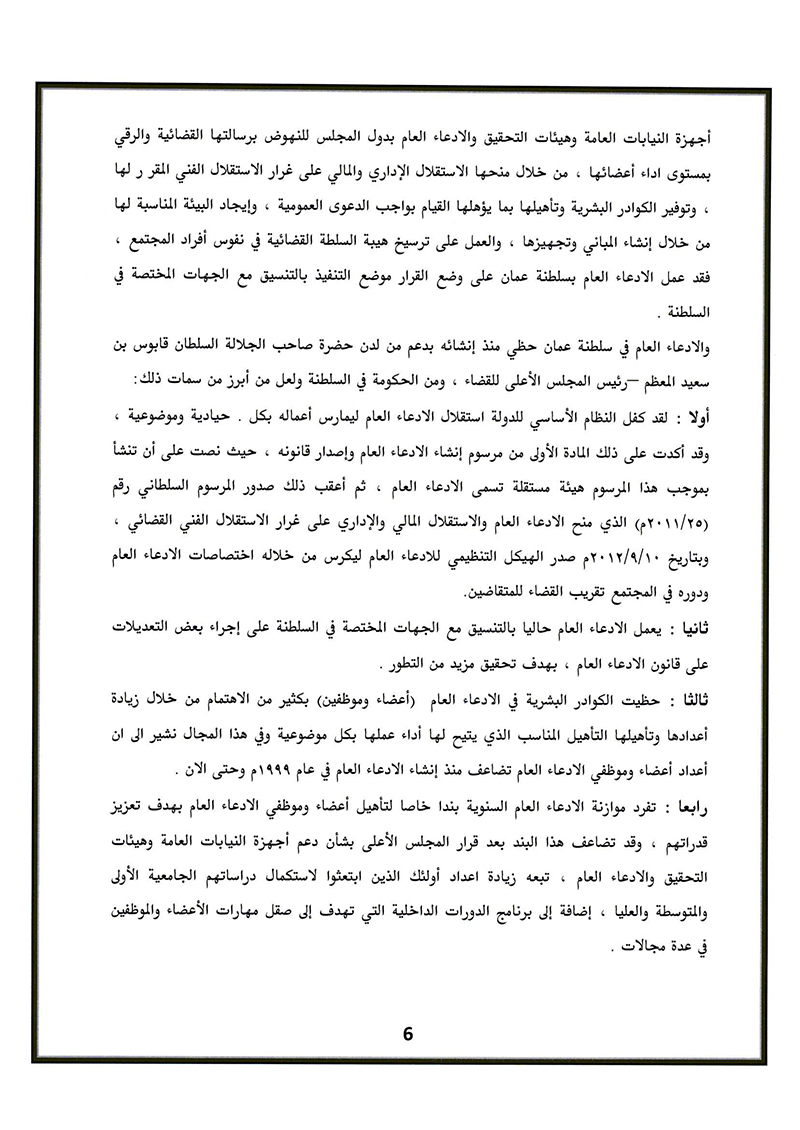 أجهزة النيابات العامة وهيئات التحقيق والادعاء العام بدول المجلس للنهوض برسالتها القضائية والرقي
بمستوى اداء أعضائها ، من خلال منحها الاستقلال الإداري والمالي على غرار الاستقلال الفني المقر ر لها
، وتوفير الكوادر البشرية وتأهيلها بما يؤهلها القيام بواجب الدعوى العمومية ، وإيجاد البيئة المناسبة لها
من خلال إنشاء المباني وتجهيزها ، والعمل على ترسيخ هيبة السلطة القضائية في نفوس أفراد المجتمع ،
فقد عمل الادعاء العام بسلطنة عمان على وضع القرار موضع التنفيذ بالتنسيق مع الجهات المختصة في
السلطنة .
والادعاء العام في سلطنة عمان حظي منذ إنشائه بدعم من لدن حضرة صاحب الجلالة السلطان قابوس بن
سعيد المعظم –رئيس المجلس الأعلى للقضاء ، ومن الحكومة في السلطنة ولعل من أبرز من سمات ذلك:
أولا : لقد كفل النظام الأساسي للدولة استقلال الادعاء العام ليمارس أعماله بكل . حيادية وموضوعية ،
وقد أكدت على ذلك المادة الأولى من مرسوم إنشاء الادعاء العام وإصدار قانونه ، حيث نصت على أن تنشأ
بموجب هذا المرسوم هيئة مستقلة تسمى الادعاء العام ، ثم أعقب ذلك صدور المرسوم السلطاني رقم
(٢٠١١/٢٥م) الذي منح الادعاء العام والاستقلال المالي والإداري على غرار الاستقلال الفني القضائي ،
وبتاريخ ٢٠١٢/٩/١٠م صدر الهيكل التنظيمي للادعاء العام ليكرس من خلاله اختصاصات الادعاء العام
ودوره في المجتمع تقريب القضاء للمتقاضين.
ثانيا : يعمل الادعاء العام حاليا بالتنسيق مع الجهات المختصة في السلطنة على إجراء بعض التعديلات
على قانون الادعاء العام ، بهدف تحقيق مزيد من التطور .
ثالثا : حظيت الكوادر البشرية في الادعاء العام (أعضاء وموظفين) بكثير من الاهتمام من خلال زيادة
أعدادها وتأهيلها التأهيل المناسب الذي يتيح لها أداء عملها بكل موضوعية وفي هذا المجال نشير الى ان
أعداد أعضاء وموظفي الادعاء العام تضاعف منذ إنشاء الادعاء العام في عام ١٩٩٩م وحتى الان .
رابعا : تفرد موازنة الادعاء العام السنوية بندا خاصا لتأهيل أعضاء وموظفي الادعاء العام بهدف تعزيز
قدراتهم ، وقد تضاعف هذا البند بعد قرار المجلس الأعلى بشأن دعم أجهزة النيابات العامة وهيئات
التحقيق والادعاء العام ، تبعه زيادة اعداد أولئك الذين ابتعثوا لاستكمال دراساتهم الجامعية الأولى
والمتوسطة والعليا ، إضافة إلى برنامج الدورات الداخلية التي تهدف إلى صقل مهارات الأعضاء والموظفين
في عدة مجالات .
6